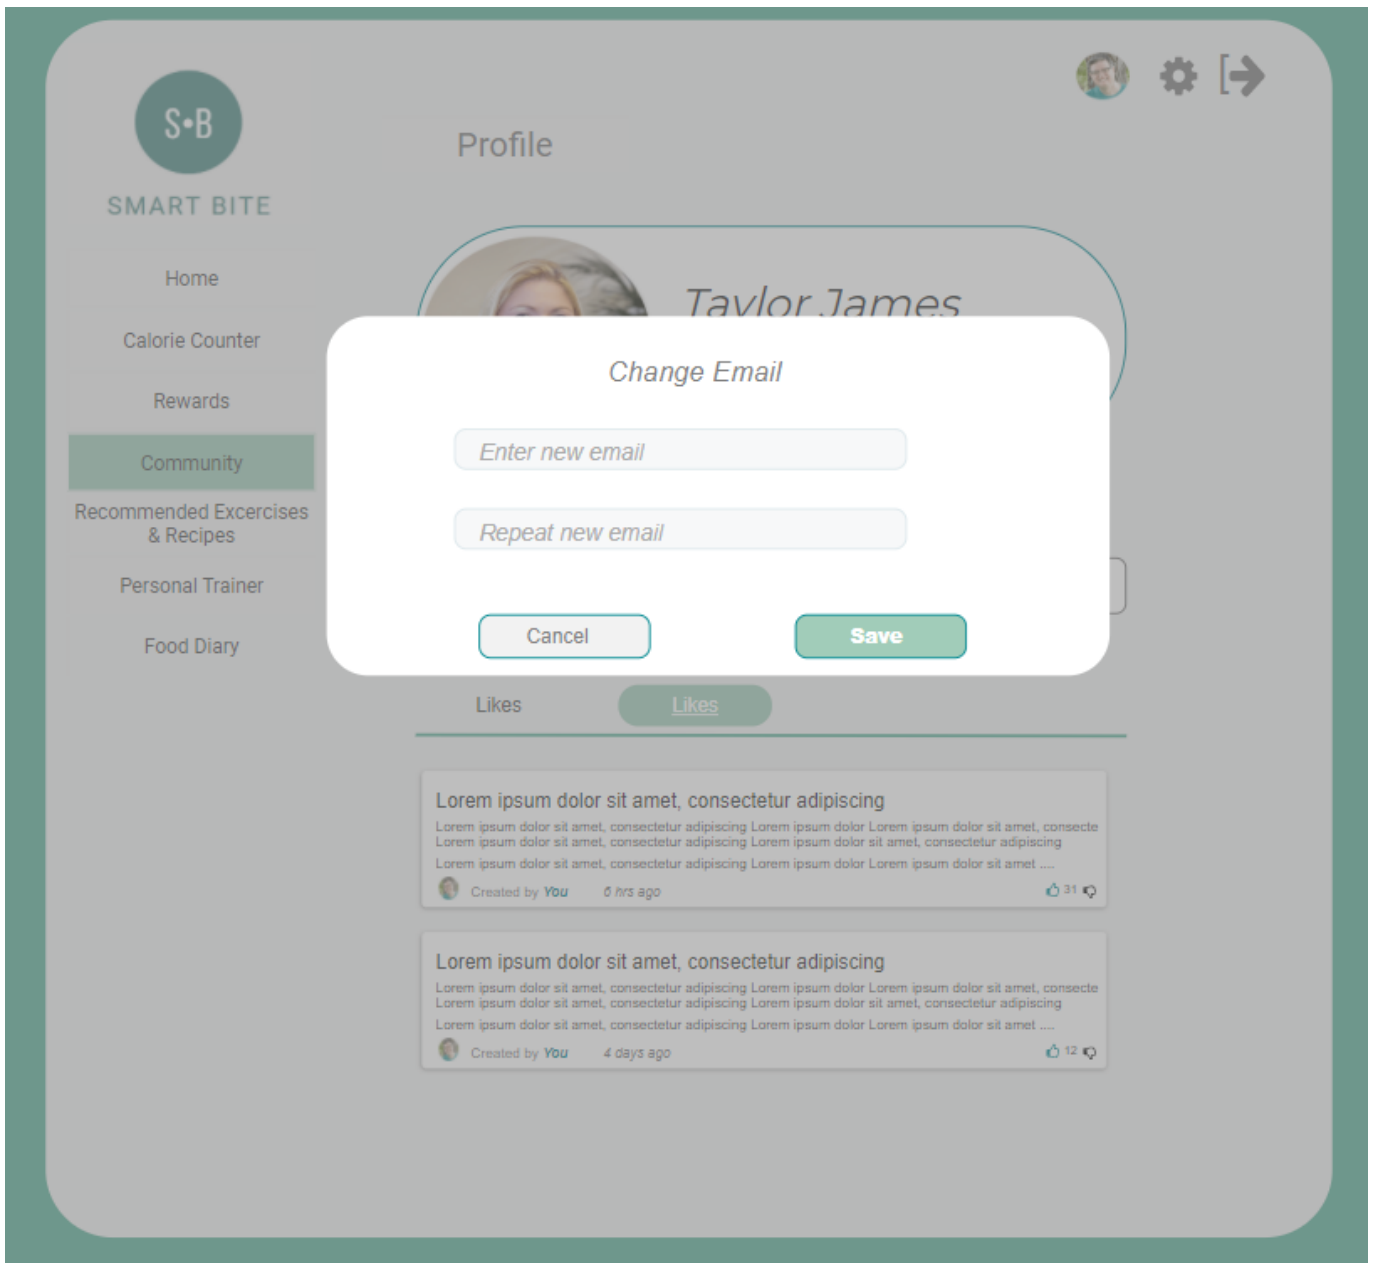 S•B
SMART BITE
Profile
Home
Calorie Counter
Rewards
Community
Recommended Excercises
& Recipes
Personal Trainer
Food Diary
Taylor James
Change Email
Enter new email
Repeat new email
Cancel
Save
Likes
Likes
Lorem ipsum dolor sit amet, consectetur adipiscing
Lorem ipsum dolor sit amet, consectetur adipiscing Lorem ipsum dolor Lorem ipsum dolor sit amet, consecte
Lorem ipsum dolor sit amet, consectetur adipiscing Lorem ipsum dolor sit amet, consectetur adipiscing
Lorem ipsum dolor sit amet, consectetur adipiscing Lorem ipsum dolor Lorem ipsum dolor sit amet ....
Created by You 6 hrs ago 31
Lorem ipsum dolor sit amet, consectetur adipiscing
Lorem ipsum dolor sit amet, consectetur adipiscing Lorem ipsum dolor Lorem ipsum dolor sit amet, consecte
Lorem ipsum dolor sit amet, consectetur adipiscing Lorem ipsum dolor sit amet, consectetur adipiscing
Lorem ipsum dolor sit amet, consectetur adipiscing Lorem ipsum dolor Lorem ipsum dolor sit amet ....
Created by You 4 days ago 12